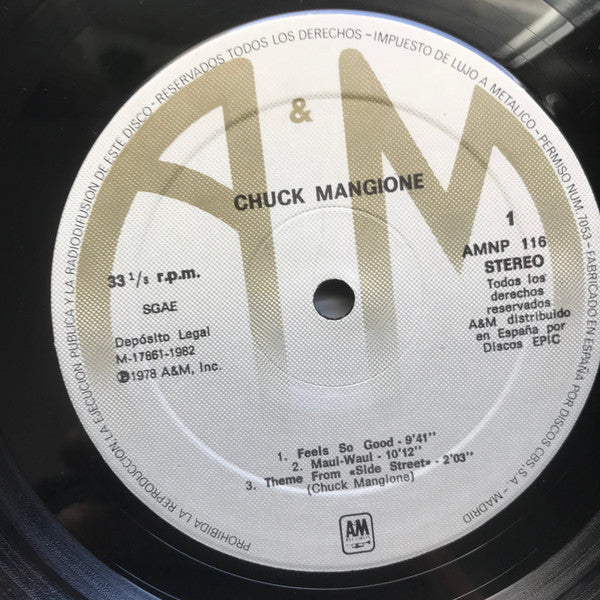 PROHIBIDA LA REPRODUCCION, LA EJECUCION PUBLICA Y LA RADIODIFUSION DE ESTE DISCO - RESERVADOS TODOS LOS DERECHOS - IMPUESTO DE LUJO A METALICO - PERMISO NUM. 7053 - FABRICADO EN ESPAÑA POR DISCOS CBS, S.A. - MADRID
A & M
CHUCK MANGIONE
1
AMNP 116
STEREO
Todos los
derechos
reservados
A&M distribuido
en España por
Discos EPIC
33 1/3 r.p.m.
SGAE
Depósito Legal
M-17861-1982
Ⓟ1978 A&M, Inc.
1. Feels So Good - 9'41"
2. Maui-Waui - 10'12"
3. Theme From «Side Street» - 2'03"
(Chuck Mangione)
AM